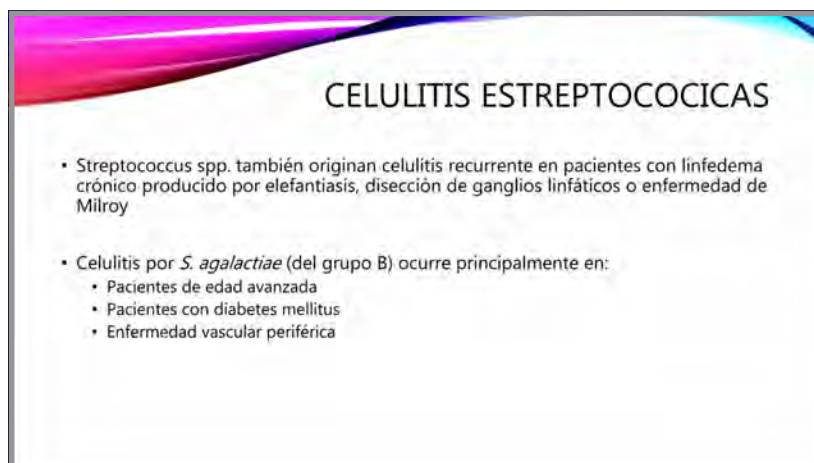 CELULITIS ESTREPTOCOCICAS
• Streptococcus spp. también originan celulitis recurrente en pacientes con linfedema
crónico producido por elefantiasis, disección de ganglios linfáticos o enfermedad de
Milroy
• Celulitis por S. agalactiae (del grupo B) ocurre principalmente en:
• Pacientes de edad avanzada
• Pacientes con diabetes mellitus
• Enfermedad vascular periférica